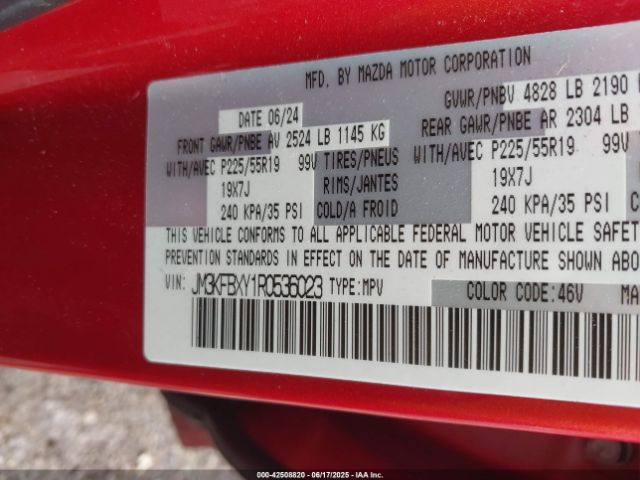 MFD. BY MAZDA MOTOR CORPORATION
DATE 06/24 GVWR/PNBV 4828 LB 2190
FRONT GAWR/PNBE AV 2524 LB 1145 KG REAR GAWR/PNBE AR 2304 LB
WITH/AVEC P225/55R19 99V TIRES/PNEUS WITH/AVEC P225/55R19 99V
19X7J RIMS/JANTES 19X7J
240 KPA/35 PSI COLD/A FROID 240 KPA/35 PSI
THIS VEHICLE CONFORMS TO ALL APPLICABLE FEDERAL MOTOR VEHICLE SAFET
PREVENTION STANDARDS IN EFFECT ON THE DATE OF MANUFACTURE SHOWN ABO
VIN: JM3KFBXY1R0536023 TYPE:MPV COLOR CODE:46V MA
000-42508820 - 06/17/2025 - IAA Inc.